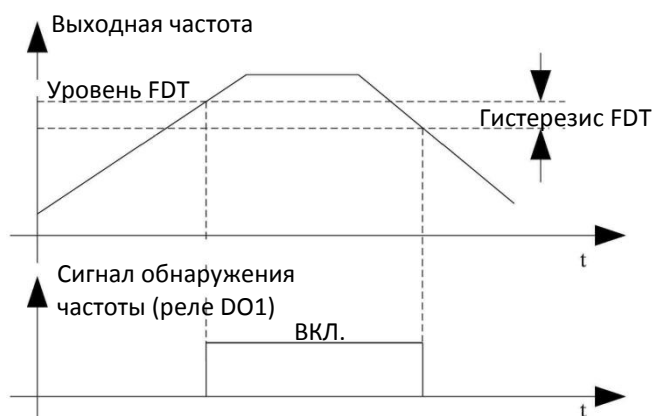 Выходная частота
Уровень FDT
Гистерезис FDT
t
Сигнал обнаружения
частоты (реле DO1)
ВКЛ.
t